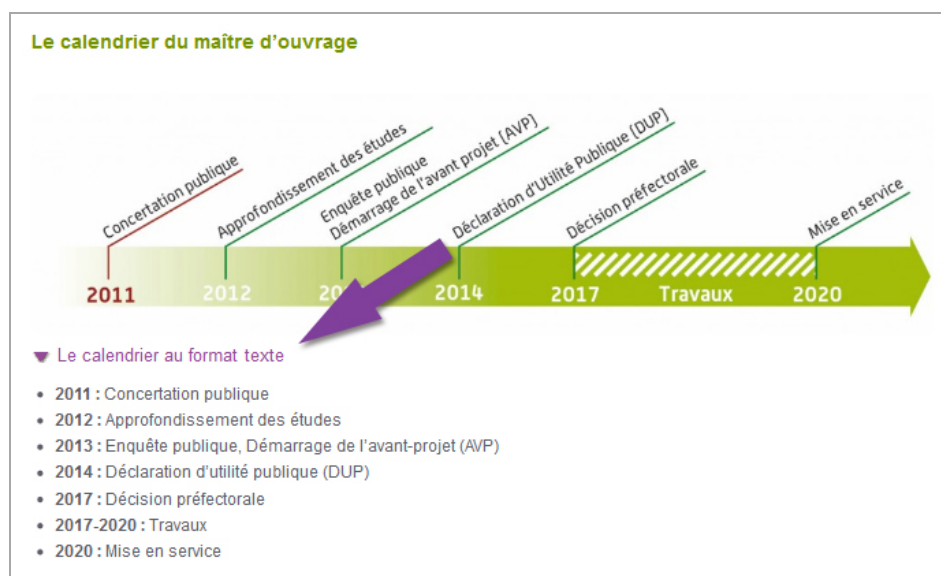 Le calendrier du maître d'ouvrage
Concertation publique
Approfondissement des études
Enquête publique
Démarrage de l'avant projet (AVP)
Déclaration d'Utilité Publique (DUP)
Décision préfectorale
Mise en service
2011 2012 2014 2017 Travaux 2020
Le calendrier au format texte
2011 : Concertation publique
2012 : Approfondissement des études
2013 : Enquête publique, Démarrage de l'avant-projet (AVP)
2014 : Déclaration d'utilité publique (DUP)
2017 : Décision préfectorale
2017-2020 : Travaux
2020 : Mise en service